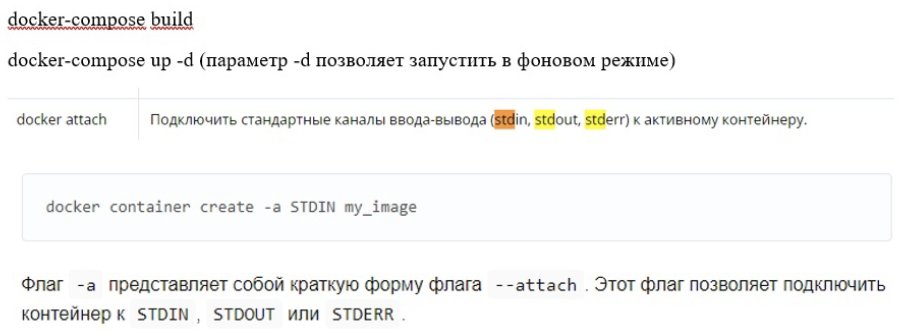 docker-compose build
docker-compose up -d (параметр -d позволяет запустить в фоновом режиме)
docker attach Подключить стандартные каналы ввода-вывода (stdin, stdout, stderr) к активному контейнеру.
docker container create -a STDIN my_image
Флаг -a представляет собой краткую форму флага --attach . Этот флаг позволяет подключить
контейнер к STDIN , STDOUT или STDERR .